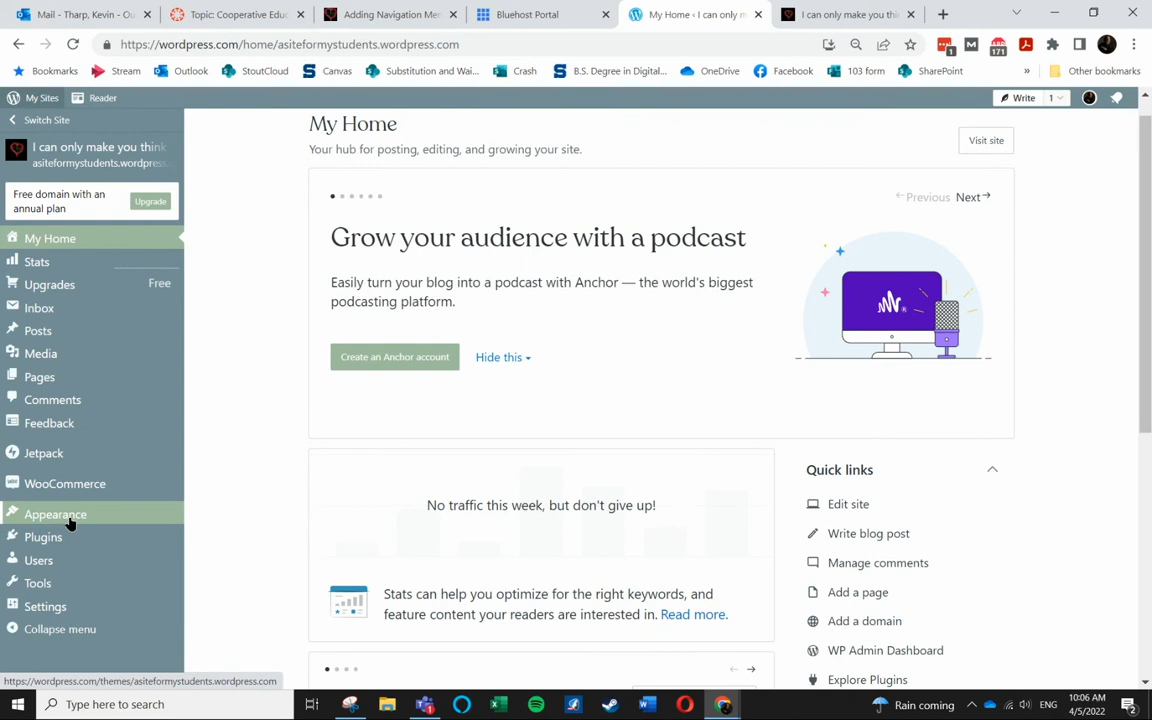 Mail - Tharp, Kevin - Outlo
Topic: Cooperative Educ
Adding Navigation Men
Bluehost Portal
My Home ‹ I can only m
I can only make you thi
https://wordpress.com/home/asiteformystudents.wordpress.com
1
171
Bookmarks
Stream
Outlook
StoutCloud
Canvas
Substitution and Wai...
Crash
B.S. Degree in Digital...
OneDrive
Facebook
103 form
SharePoint
»
Other bookmarks
My Sites
Reader
Write
1
Switch Site
I can only make you think
asiteformystudents.wordpress.
Free domain with an
annual plan
Upgrade
My Home
Stats
Upgrades
Free
Inbox
Posts
Media
Pages
Comments
Feedback
Jetpack
WooCommerce
Appearance
Plugins
Users
Tools
Settings
Collapse menu
My Home
Your hub for posting, editing, and growing your site.
Visit site
Previous
Next
Grow your audience with a podcast
Easily turn your blog into a podcast with Anchor — the world's biggest
podcasting platform.
Create an Anchor account
Hide this
No traffic this week, but don't give up!
Stats can help you optimize for the right keywords, and
feature content your readers are interested in. Read more.
Quick links
Edit site
Write blog post
Manage comments
Add a page
Add a domain
WP Admin Dashboard
Explore Plugins
https://wordpress.com/themes/asiteformystudents.wordpress.com
Type here to search
Rain coming
ENG
10:06 AM
4/5/2022
2